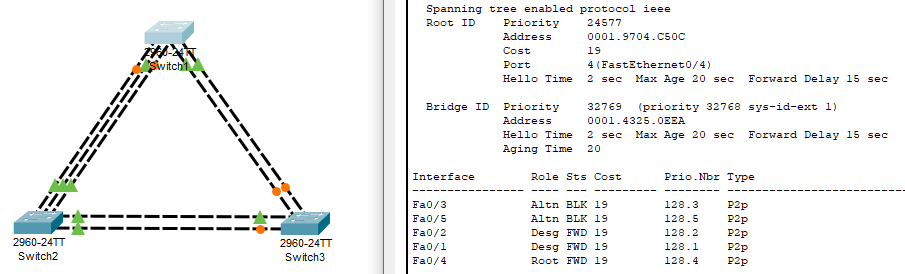 2960-24TT
Switch1
2960-24TT
Switch2
2960-24TT
Switch3
Spanning tree enabled protocol ieee
Root ID Priority 24577
Address 0001.9704.C50C
Cost 19
Port 4(FastEthernet0/4)
Hello Time 2 sec Max Age 20 sec Forward Delay 15 sec
Bridge ID Priority 32769 (priority 32768 sys-id-ext 1)
Address 0001.4325.0EEA
Hello Time 2 sec Max Age 20 sec Forward Delay 15 sec
Aging Time 20
Interface Role Sts Cost Prio.Nbr Type
---------------- ---- --- --------- -------- --------------------------------
Fa0/3 Altn BLK 19 128.3 P2p
Fa0/5 Altn BLK 19 128.5 P2p
Fa0/2 Desg FWD 19 128.2 P2p
Fa0/1 Desg FWD 19 128.1 P2p
Fa0/4 Root FWD 19 128.4 P2p